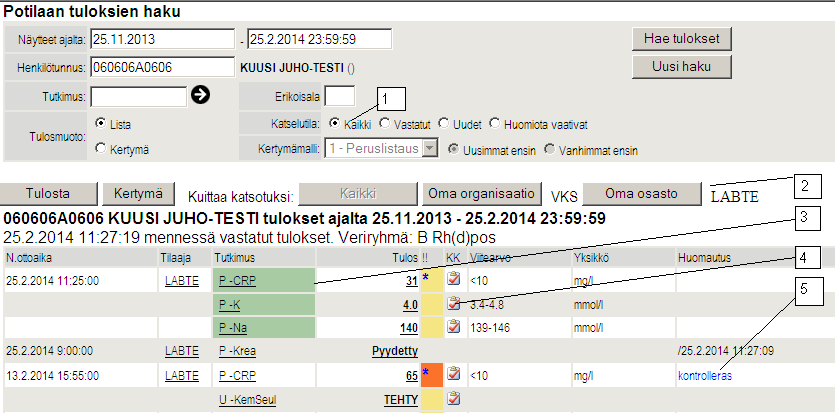 Potilaan tuloksien haku
Näytteet ajalta: 25.11.2013 - 25.2.2014 23:59:59 Hae tulokset
Henkilötunnus: 060606A0606 KUUSI JUHO-TESTI () Uusi haku
Tutkimus: Erikoisala 1
Tulosmuoto: Lista Katselutila: Kaikki Vastatut Uudet Huomiota vaativat
Kertymä Kertymämalli: 1 - Peruslistaus Uusimmat ensin Vanhimmat ensin
Tulosta Kertymä Kuittaa katsotuksi: Kaikki Oma organisaatio VKS Oma osasto LABTE 2
060606A0606 KUUSI JUHO-TESTI tulokset ajalta 25.11.2013 - 25.2.2014 23:59:59 3
25.2.2014 11:27:19 mennessä vastatut tulokset. Veriryhmä: B Rh(d)pos
N.ottoaika Tilaaja Tutkimus Tulos !! KK Viitearvo Yksikkö Huomautus 4
25.2.2014 11:25:00 LABTE P -CRP 31 * <10 mg/l 5
P -K 4.0 3.4-4.8 mmol/l
P -Na 140 139-146 mmol/l
25.2.2014 9:00:00 LABTE P -Krea Pyydetty /25.2.2014 11:27:09
13.2.2014 15:55:00 LABTE P -CRP 65 * <10 mg/l kontrolleras
U -KemSeul TEHTY